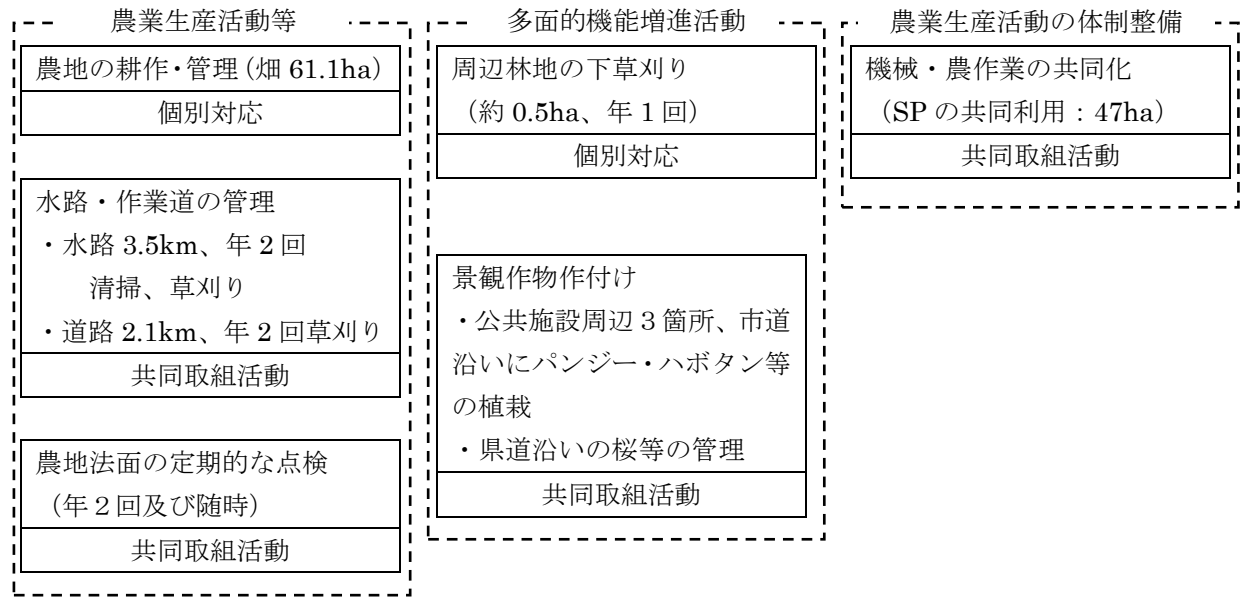 農業生産活動等
農地の耕作・管理（畑 61.1ha）
個別対応
水路・作業道の管理
・水路 3.5km、年 2 回
清掃、草刈り
・道路 2.1km、年 2 回草刈り
共同取組活動
農地法面の定期的な点検
（年２回及び随時）
共同取組活動
多面的機能増進活動
周辺林地の下草刈り
（約 0.5ha、年 1 回）
個別対応
景観作物作付け
・公共施設周辺３箇所、市道
沿いにパンジー・ハボタン等
の植栽
・県道沿いの桜等の管理
共同取組活動
農業生産活動の体制整備
機械・農作業の共同化
（SP の共同利用：47ha）
共同取組活動